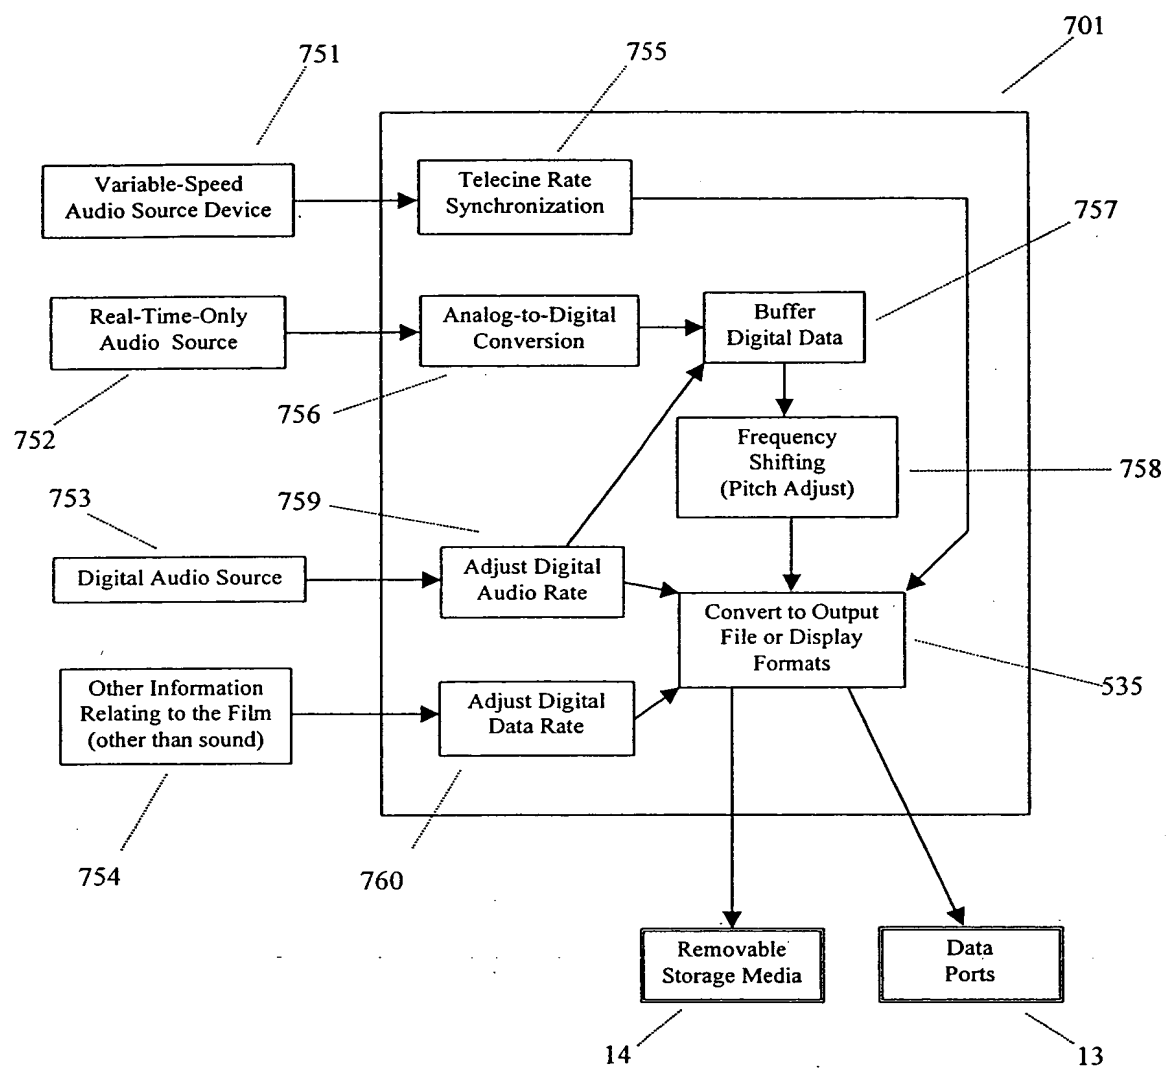 701
751
755
Variable-Speed
Audio Source Device
Telecine Rate
Synchronization
757
Real-Time-Only
Audio Source
Analog-to-Digital
Conversion
Buffer
Digital Data
752
756
Frequency
Shifting
(Pitch Adjust)
758
753
759
Digital Audio Source
Adjust Digital
Audio Rate
Convert to Output
File or Display
Formats
535
Other Information
Relating to the Film
(other than sound)
Adjust Digital
Data Rate
754
760
Removable
Storage Media
Data
Ports
14
13